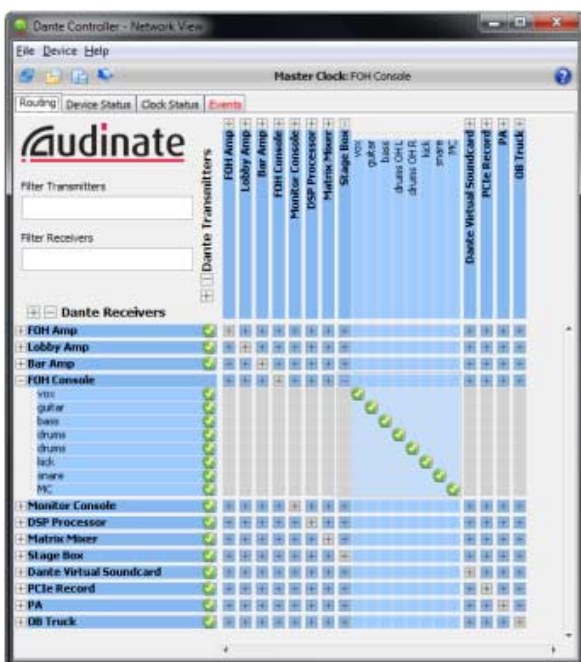 Dante Controller - Network View
File Device Help
Master Clock: FOH Console
Routing Device Status Clock Status Events
Audinate
Filter Transmitters
Filter Receivers
Dante Transmitters
FOH Amp
Lobby Amp
Bar Amp
FOH Console
Monitor Console
DSP Processor
Matrix Mixer
Stage Box
vox
guitar
bass
drums OH L
drums OH R
kick
snare
MC
Dante Virtual Soundcard
PCIe Record
PA
OB Truck
Dante Receivers
FOH Amp
Lobby Amp
Bar Amp
FOH Console
vox
guitar
bass
drums
drums
kick
snare
MC
Monitor Console
DSP Processor
Matrix Mixer
Stage Box
Dante Virtual Soundcard
PCIe Record
PA
OB Truck